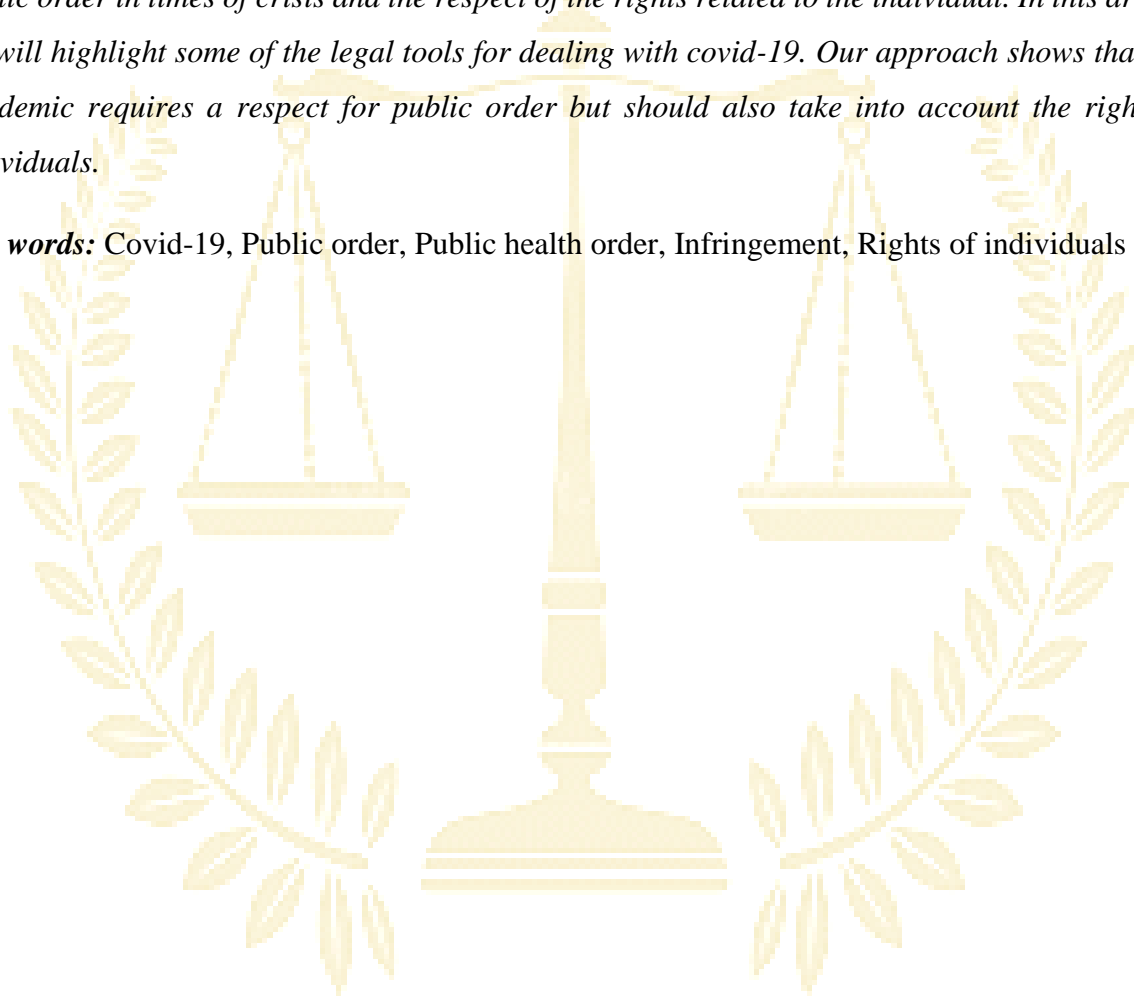 lic order in times of crisis and the respect of the rights related to the individual. In this ar
will highlight some of the legal tools for dealing with covid-19. Our approach shows tha
demic requires a respect for public order but should also take into account the righ
viduals.
words: Covid-19, Public order, Public health order, Infringement, Rights of individuals